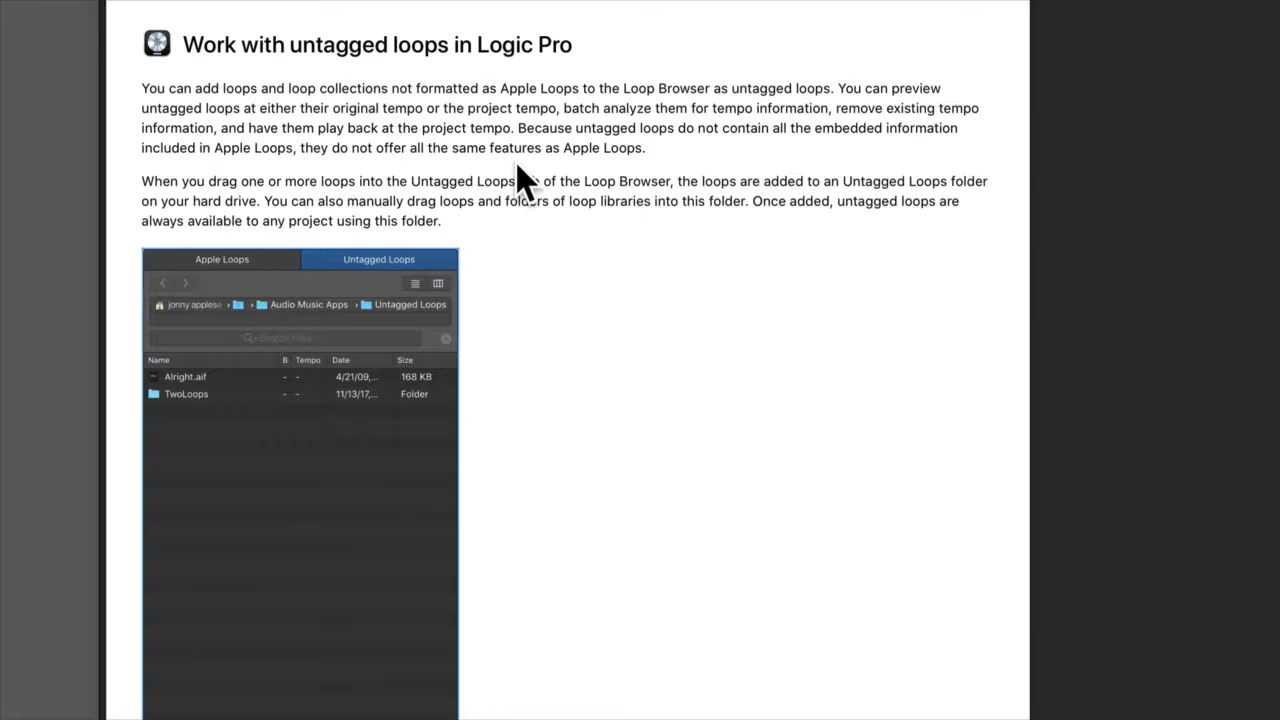 Work with untagged loops in Logic Pro
You can add loops and loop collections not formatted as Apple Loops to the Loop Browser as untagged loops. You can preview
untagged loops at either their original tempo or the project tempo, batch analyze them for tempo information, remove existing tempo
information, and have them play back at the project tempo. Because untagged loops do not contain all the embedded information
included in Apple Loops, they do not offer all the same features as Apple Loops.
When you drag one or more loops into the Untagged Loops of the Loop Browser, the loops are added to an Untagged Loops folder
on your hard drive. You can also manually drag loops and folders of loop libraries into this folder. Once added, untagged loops are
always available to any project using this folder.
Apple Loops Untagged Loops
jonny applese › › Audio Music Apps › Untagged Loops
Search Files
Name B Tempo Date Size
Alright.aif - - 4/21/09,... 168 KB
TwoLoops - - 11/13/17,... Folder